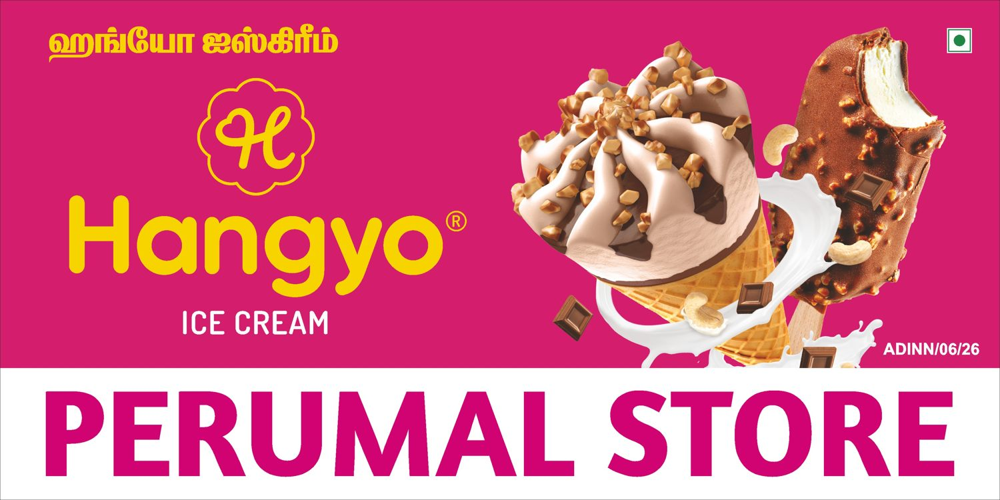 ஹங்யோ ஐஸ்கிரீம்
H
Hangyo®
ICE CREAM
ADINN/06/26
PERUMAL STORE